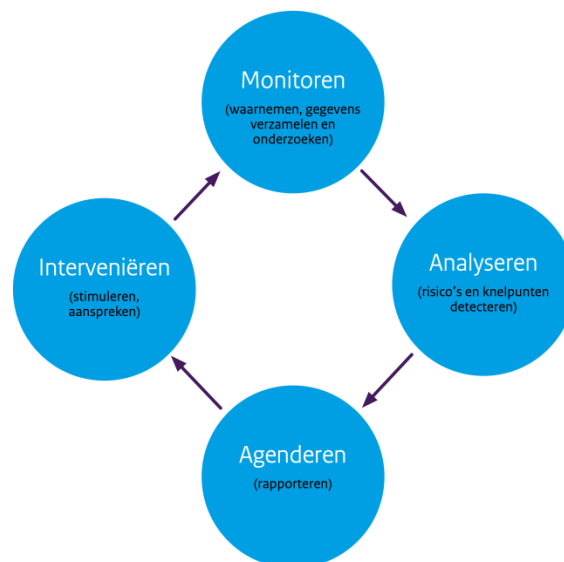 Monitoren
(waarnemen, gegevens
verzamelen en
onderzoeken)
Interveniëren
(stimuleren,
aanspreken)
Analyseren
(risico's en knelpunten
detecteren)
Agenderen
(rapporteren)